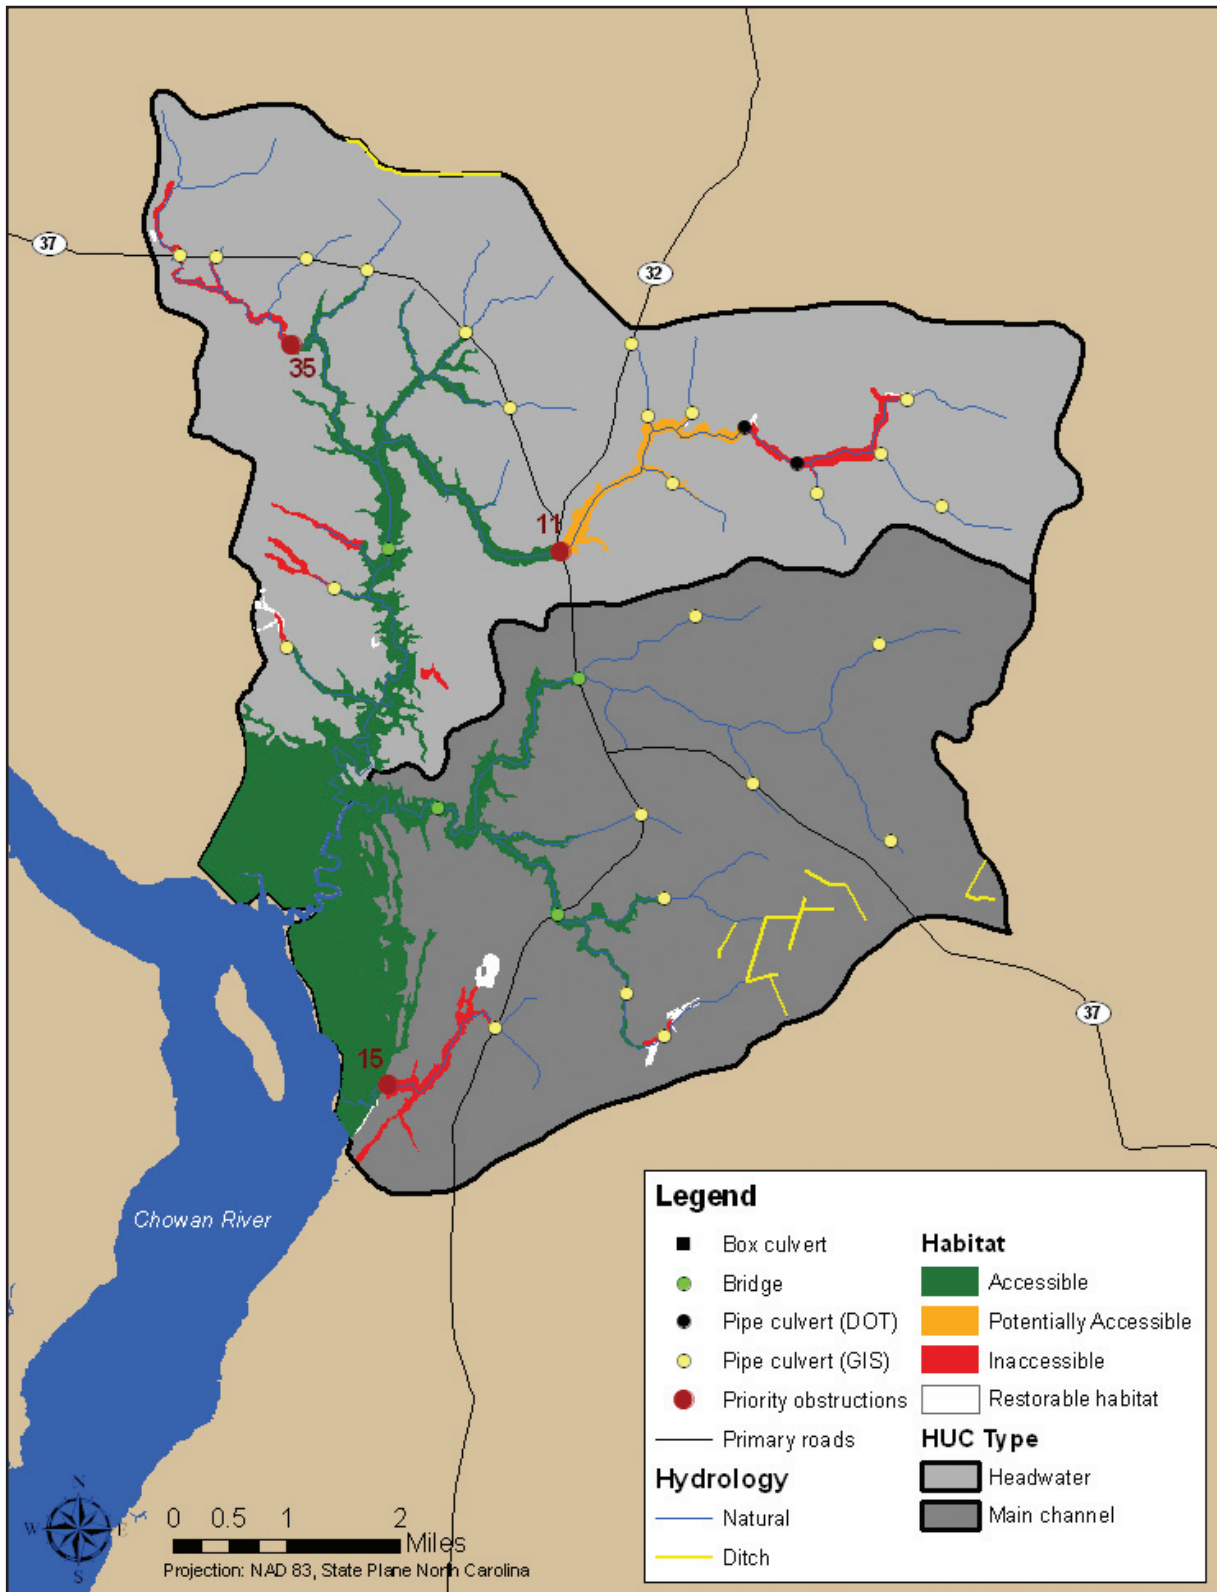 37
32
35
11
15
37
Chowan River
N
W E
S
0 0.5 1 2
Miles
Projection: NAD 83, State Plane North Carolina
Legend
Box culvert
Bridge
Pipe culvert (DOT)
Pipe culvert (GIS)
Priority obstructions
Primary roads
Hydrology
Natural
Ditch
Habitat
Accessible
Potentially Accessible
Inaccessible
Restorable habitat
HUC Type
Headwater
Main channel